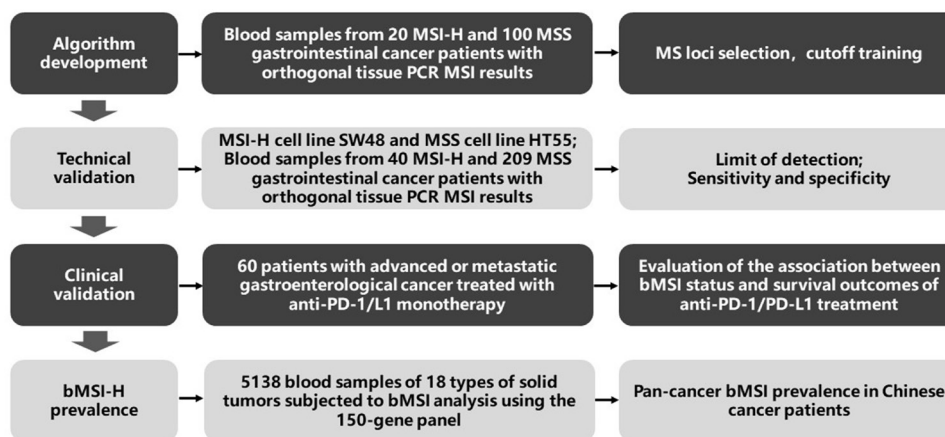 Algorithm
development
Blood samples from 20 MSI-H and 100 MSS
gastrointestinal cancer patients with
orthogonal tissue PCR MSI results
MS loci selection，cutoff training
Technical
validation
MSI-H cell line SW48 and MSS cell line HT55;
Blood samples from 40 MSI-H and 209 MSS
gastrointestinal cancer patients with
orthogonal tissue PCR MSI results
Limit of detection;
Sensitivity and specificity
Clinical
validation
60 patients with advanced or metastatic
gastroenterological cancer treated with
anti-PD-1/L1 monotherapy
Evaluation of the association between
bMSI status and survival outcomes of
anti-PD-1/PD-L1 treatment
bMSI-H
prevalence
5138 blood samples of 18 types of solid
tumors subjected to bMSI analysis using the
150-gene panel
Pan-cancer bMSI prevalence in Chinese
cancer patients